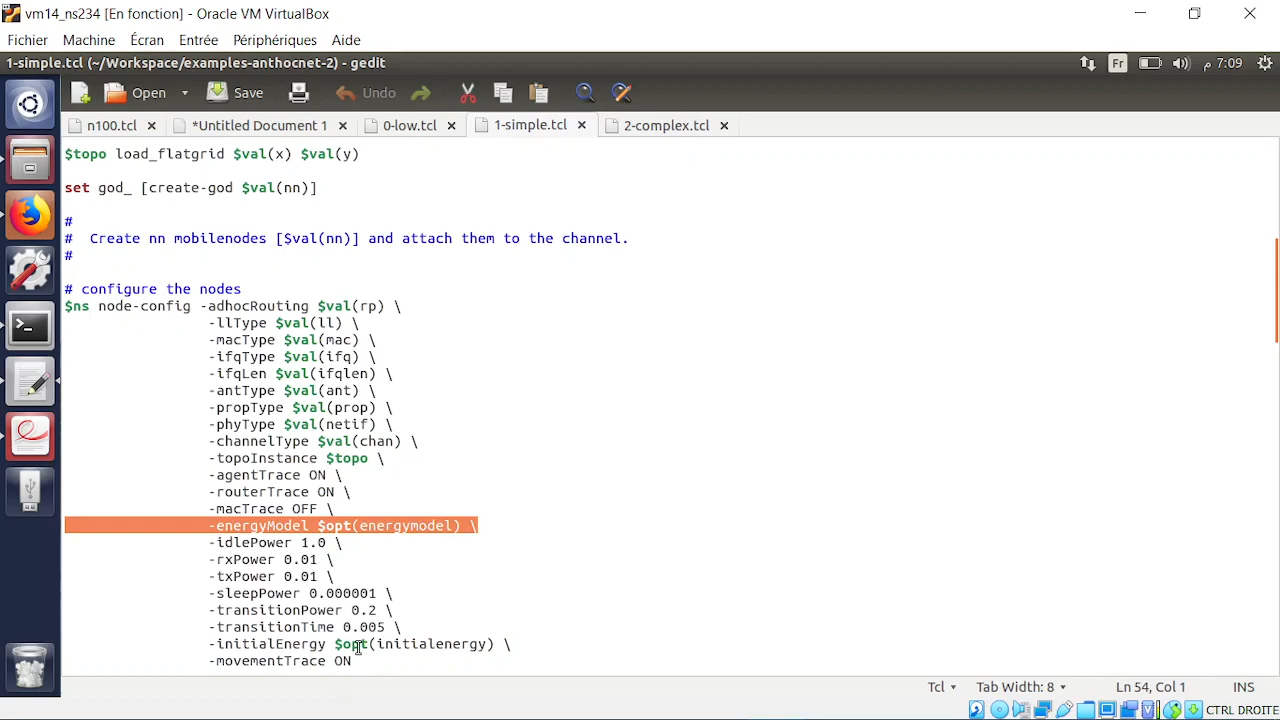 vm14_ns234 [En fonction] - Oracle VM VirtualBox
Fichier Machine Écran Entrée Périphériques Aide
1-simple.tcl (~/Workspace/examples-anthocnet-2) - gedit
Fr م 7:09
Open Save Undo
n100.tcl *Untitled Document 1 0-low.tcl 1-simple.tcl 2-complex.tcl
$topo load_flatgrid $val(x) $val(y)
set god_ [create-god $val(nn)]
#
#  Create nn mobilenodes [$val(nn)] and attach them to the channel.
#
# configure the nodes
$ns node-config -adhocRouting $val(rp) \
-llType $val(ll) \
-macType $val(mac) \
-ifqType $val(ifq) \
-ifqLen $val(ifqlen) \
-antType $val(ant) \
-propType $val(prop) \
-phyType $val(netif) \
-channelType $val(chan) \
-topoInstance $topo \
-agentTrace ON \
-routerTrace ON \
-macTrace OFF \
-energyModel $opt(energymodel) \
-idlePower 1.0 \
-rxPower 0.01 \
-txPower 0.01 \
-sleepPower 0.000001 \
-transitionPower 0.2 \
-transitionTime 0.005 \
-initialEnergy $opt(initialenergy) \
-movementTrace ON
Tcl Tab Width: 8 Ln 54, Col 1 INS
CTRL DROITE